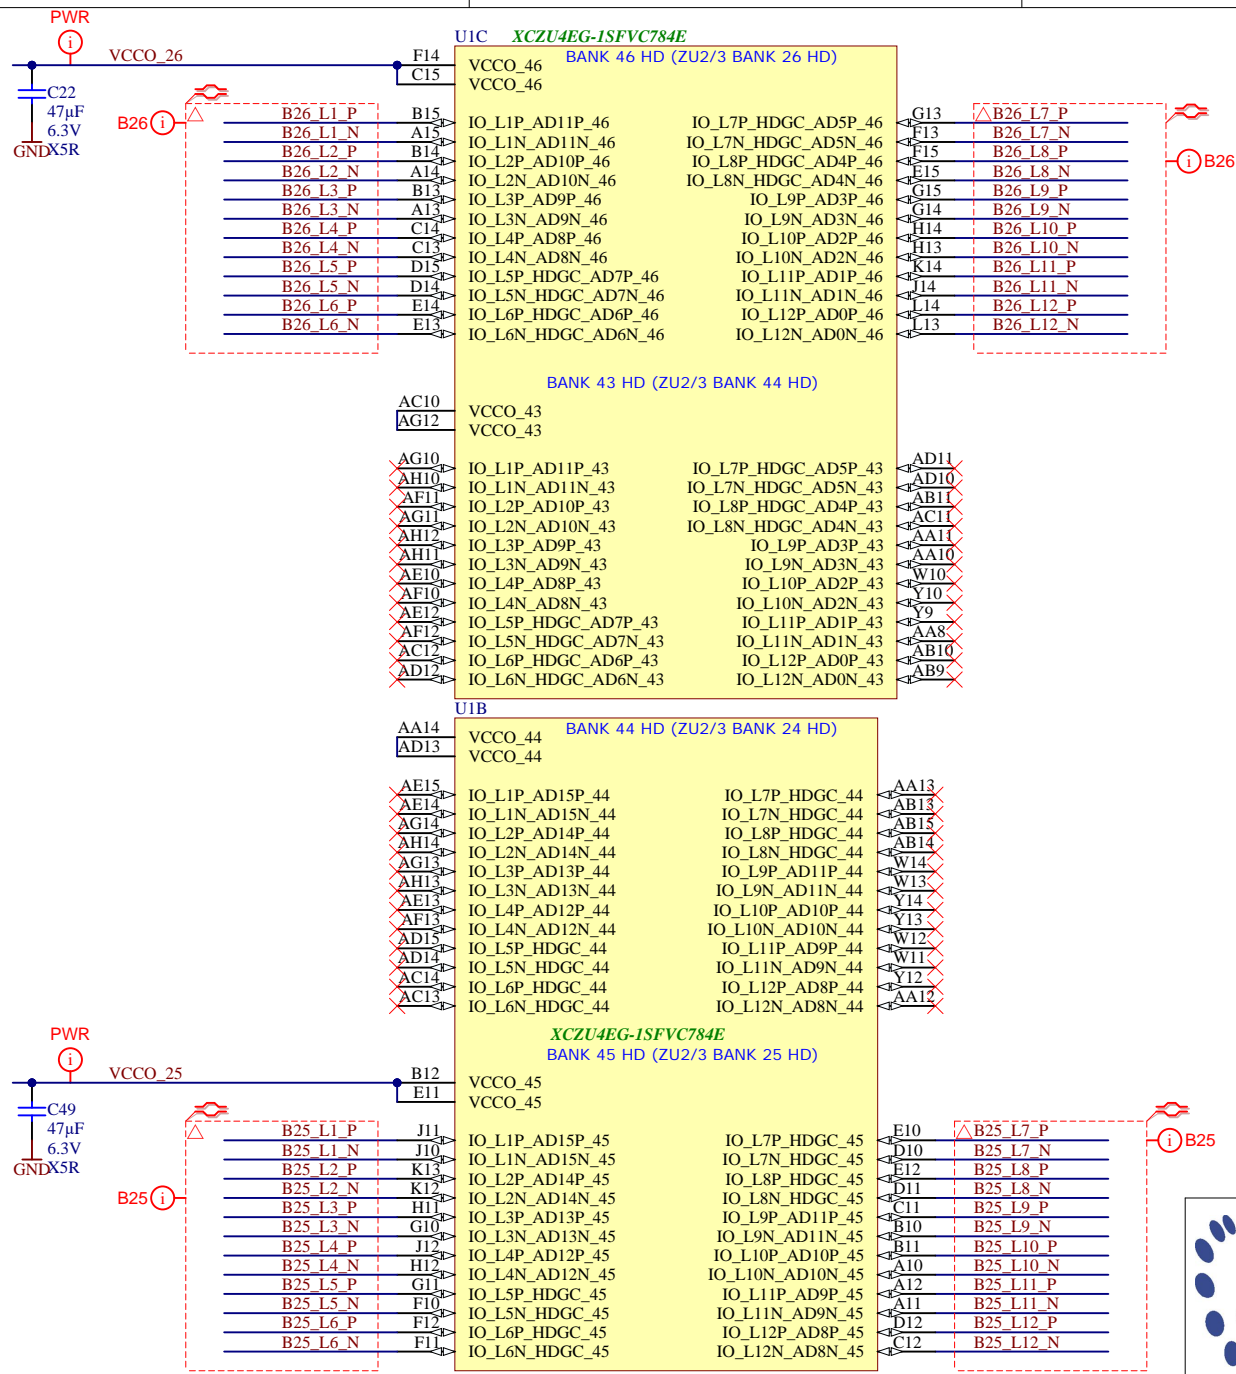 PWR
U1C XCZU4EG-1SFVC784E
VCCO_26 F14 VCCO_46 BANK 46 HD (ZU2/3 BANK 26 HD)
C15 VCCO_46
C22
47µF
6.3V
X5R
GND
B26
B26_L1_P B15 IO_L1P_AD11P_46 IO_L7P_HDGC_AD5P_46 G13 B26_L7_P
B26_L1_N A15 IO_L1N_AD11N_46 IO_L7N_HDGC_AD5N_46 F13 B26_L7_N
B26_L2_P B14 IO_L2P_AD10P_46 IO_L8P_HDGC_AD4P_46 F15 B26_L8_P
B26_L2_N A14 IO_L2N_AD10N_46 IO_L8N_HDGC_AD4N_46 E15 B26_L8_N
B26
B26_L3_P B13 IO_L3P_AD9P_46 IO_L9P_AD3P_46 G15 B26_L9_P
B26_L3_N A13 IO_L3N_AD9N_46 IO_L9N_AD3N_46 G14 B26_L9_N
B26_L4_P C14 IO_L4P_AD8P_46 IO_L10P_AD2P_46 H14 B26_L10_P
B26_L4_N C13 IO_L4N_AD8N_46 IO_L10N_AD2N_46 H13 B26_L10_N
B26_L5_P D15 IO_L5P_HDGC_AD7P_46 IO_L11P_AD1P_46 K14 B26_L11_P
B26_L5_N D14 IO_L5N_HDGC_AD7N_46 IO_L11N_AD1N_46 J14 B26_L11_N
B26_L6_P E14 IO_L6P_HDGC_AD6P_46 IO_L12P_AD0P_46 L14 B26_L12_P
B26_L6_N E13 IO_L6N_HDGC_AD6N_46 IO_L12N_AD0N_46 L13 B26_L12_N
BANK 43 HD (ZU2/3 BANK 44 HD)
AC10 VCCO_43
AG12 VCCO_43
AG10 IO_L1P_AD11P_43 IO_L7P_HDGC_AD5P_43 AD11
AH10 IO_L1N_AD11N_43 IO_L7N_HDGC_AD5N_43 AD10
AF11 IO_L2P_AD10P_43 IO_L8P_HDGC_AD4P_43 AB11
AG11 IO_L2N_AD10N_43 IO_L8N_HDGC_AD4N_43 AC11
AH12 IO_L3P_AD9P_43 IO_L9P_AD3P_43 AA11
AH11 IO_L3N_AD9N_43 IO_L9N_AD3N_43 AA10
AE10 IO_L4P_AD8P_43 IO_L10P_AD2P_43 W10
AF10 IO_L4N_AD8N_43 IO_L10N_AD2N_43 Y10
AE12 IO_L5P_HDGC_AD7P_43 IO_L11P_AD1P_43 Y9
AF12 IO_L5N_HDGC_AD7N_43 IO_L11N_AD1N_43 AA8
AC12 IO_L6P_HDGC_AD6P_43 IO_L12P_AD0P_43 AB10
AD12 IO_L6N_HDGC_AD6N_43 IO_L12N_AD0N_43 AB9
U1B
AA14 VCCO_44 BANK 44 HD (ZU2/3 BANK 24 HD)
AD13 VCCO_44
AE15 IO_L1P_AD15P_44 IO_L7P_HDGC_44 AA13
AE14 IO_L1N_AD15N_44 IO_L7N_HDGC_44 AB13
AG14 IO_L2P_AD14P_44 IO_L8P_HDGC_44 AB15
AH14 IO_L2N_AD14N_44 IO_L8N_HDGC_44 AB14
AG13 IO_L3P_AD13P_44 IO_L9P_AD11P_44 W14
AH13 IO_L3N_AD13N_44 IO_L9N_AD11N_44 W13
AE13 IO_L4P_AD12P_44 IO_L10P_AD10P_44 Y14
AF13 IO_L4N_AD12N_44 IO_L10N_AD10N_44 Y13
AD15 IO_L5P_HDGC_44 IO_L11P_AD9P_44 W12
AD14 IO_L5N_HDGC_44 IO_L11N_AD9N_44 W11
AC14 IO_L6P_HDGC_44 IO_L12P_AD8P_44 Y12
AC13 IO_L6N_HDGC_44 IO_L12N_AD8N_44 AA12
XCZU4EG-1SFVC784E
PWR
BANK 45 HD (ZU2/3 BANK 25 HD)
VCCO_25 B12 VCCO_45
E11 VCCO_45
C49
47µF
6.3V
X5R
GND
B25_L1_P J11 IO_L1P_AD15P_45 IO_L7P_HDGC_45 E10 B25_L7_P
B25
B25_L1_N J10 IO_L1N_AD15N_45 IO_L7N_HDGC_45 D10 B25_L7_N
B25_L2_P K13 IO_L2P_AD14P_45 IO_L8P_HDGC_45 E12 B25_L8_P
B25
B25_L2_N K12 IO_L2N_AD14N_45 IO_L8N_HDGC_45 D11 B25_L8_N
B25_L3_P H11 IO_L3P_AD13P_45 IO_L9P_AD11P_45 C11 B25_L9_P
B25_L3_N G10 IO_L3N_AD13N_45 IO_L9N_AD11N_45 B10 B25_L9_N
B25_L4_P J12 IO_L4P_AD12P_45 IO_L10P_AD10P_45 B11 B25_L10_P
B25_L4_N H12 IO_L4N_AD12N_45 IO_L10N_AD10N_45 A10 B25_L10_N
B25_L5_P G11 IO_L5P_HDGC_45 IO_L11P_AD9P_45 A12 B25_L11_P
B25_L5_N F10 IO_L5N_HDGC_45 IO_L11N_AD9N_45 A11 B25_L11_N
B25_L6_P F12 IO_L6P_HDGC_45 IO_L12P_AD8P_45 D12 B25_L12_P
B25_L6_N F11 IO_L6N_HDGC_45 IO_L12N_AD8N_45 C12 B25_L12_N